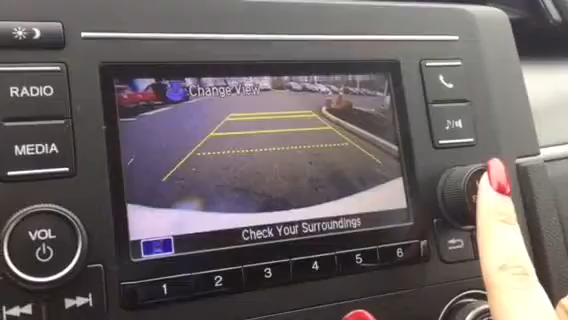 RADIO
MEDIA
VOL
Change View
Check Your Surroundings
1 2 3 4 5 6